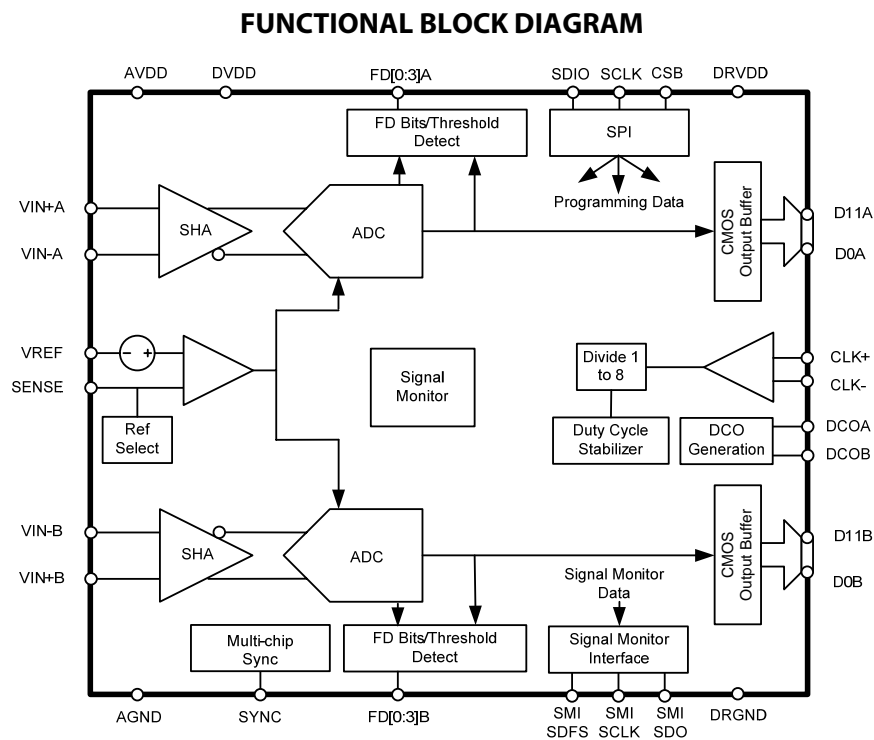 FUNCTIONAL BLOCK DIAGRAM
AVDD
DVDD
FD[0:3]A
SDIO
SCLK
CSB
DRVDD
FD Bits/Threshold
Detect
SPI
Programming Data
VIN+A
VIN-A
SHA
ADC
CMOS
Output Buffer
D11A
D0A
VREF
SENSE
- +
Ref
Select
Signal
Monitor
Divide 1
to 8
Duty Cycle
Stabilizer
DCO
Generation
CLK+
CLK-
DCOA
DCOB
VIN-B
VIN+B
SHA
ADC
CMOS
Output Buffer
D11B
D0B
Signal Monitor
Data
Multi-chip
Sync
FD Bits/Threshold
Detect
Signal Monitor
Interface
AGND
SYNC
FD[0:3]B
SMI
SDFS
SMI
SCLK
SMI
SDO
DRGND